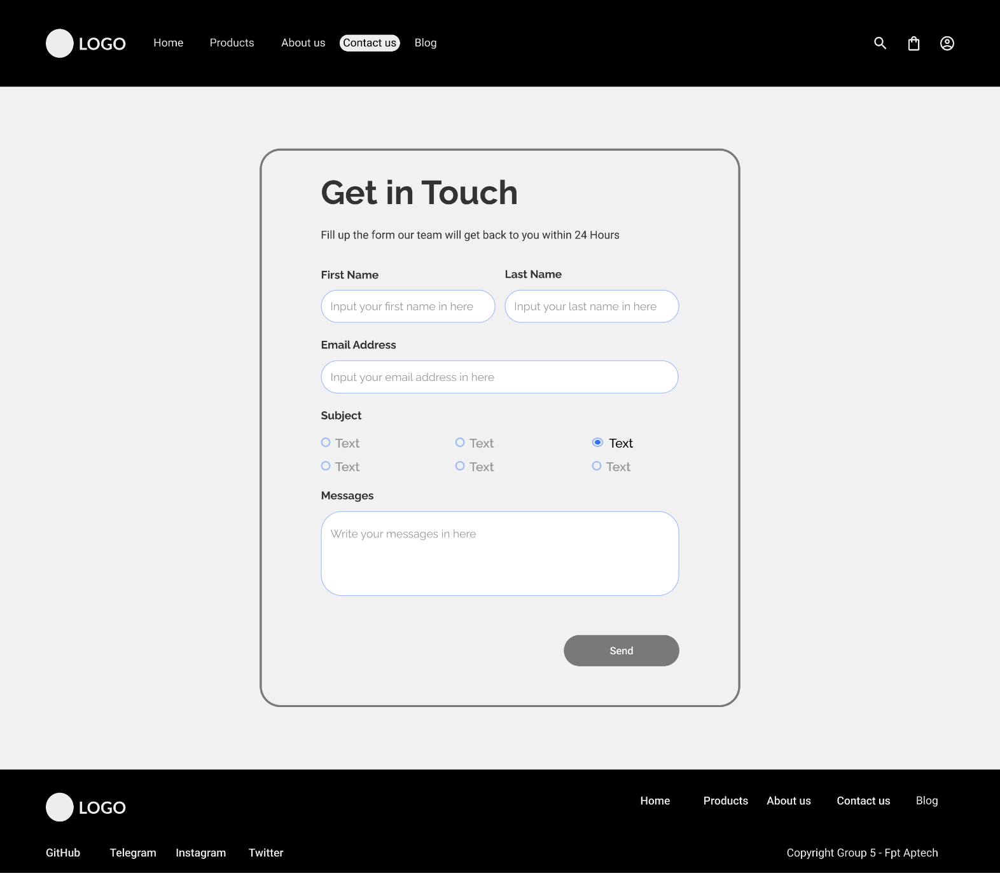 LOGO Home Products About us Contact us Blog
Get in Touch
Fill up the form our team will get back to you within 24 Hours
First Name Last Name
Input your first name in here Input your last name in here
Email Address
Input your email address in here
Subject
Text Text Text
Text Text Text
Messages
Write your messages in here
Send
LOGO Home Products About us Contact us Blog
GitHub Telegram Instagram Twitter Copyright Group 5 - Fpt Aptech